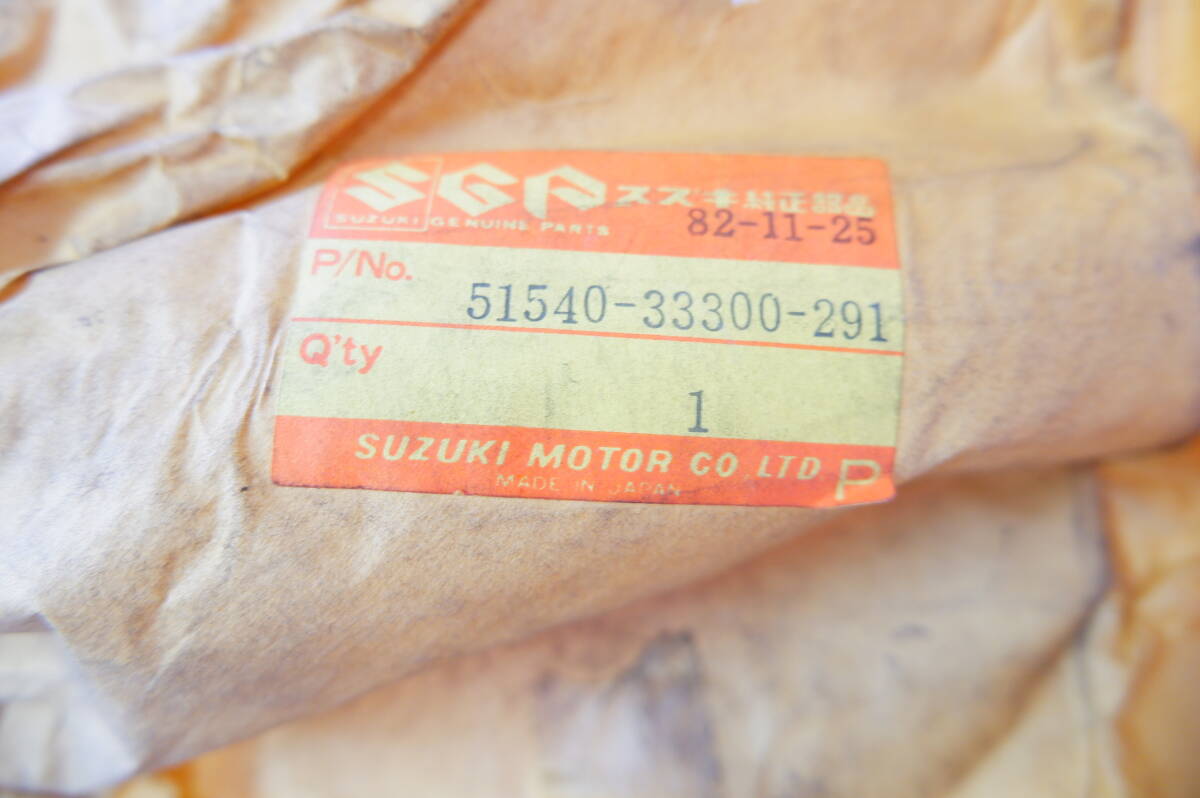 SGP スズキ純正部品
SUZUKI GENUINE PARTS
82-11-25
P/No.
51540-33300-291
Q'ty
1
SUZUKI MOTOR CO.,LTD. P
MADE IN JAPAN